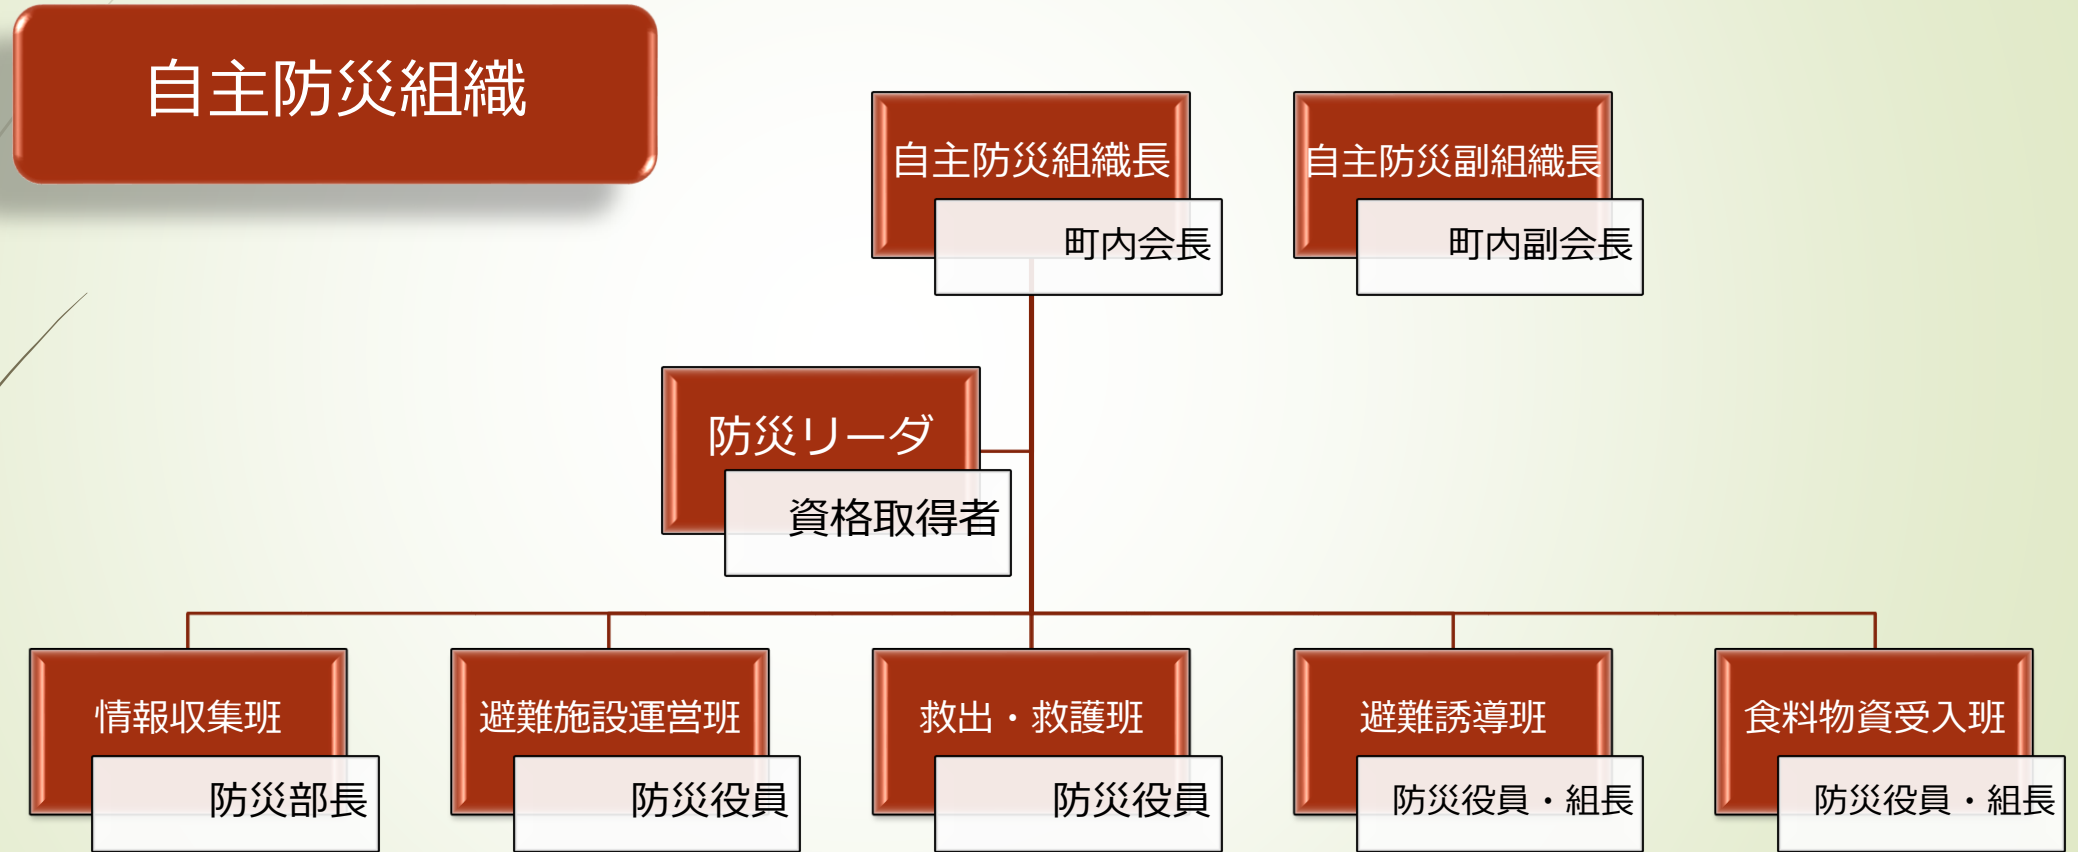 自主防災組織
自主防災組織長
町内会長
自主防災副組織長
町内副会長
防災リーダ
資格取得者
情報収集班
防災部長
避難施設運営班
防災役員
救出・救護班
防災役員
避難誘導班
防災役員・組長
食料物資受入班
防災役員・組長